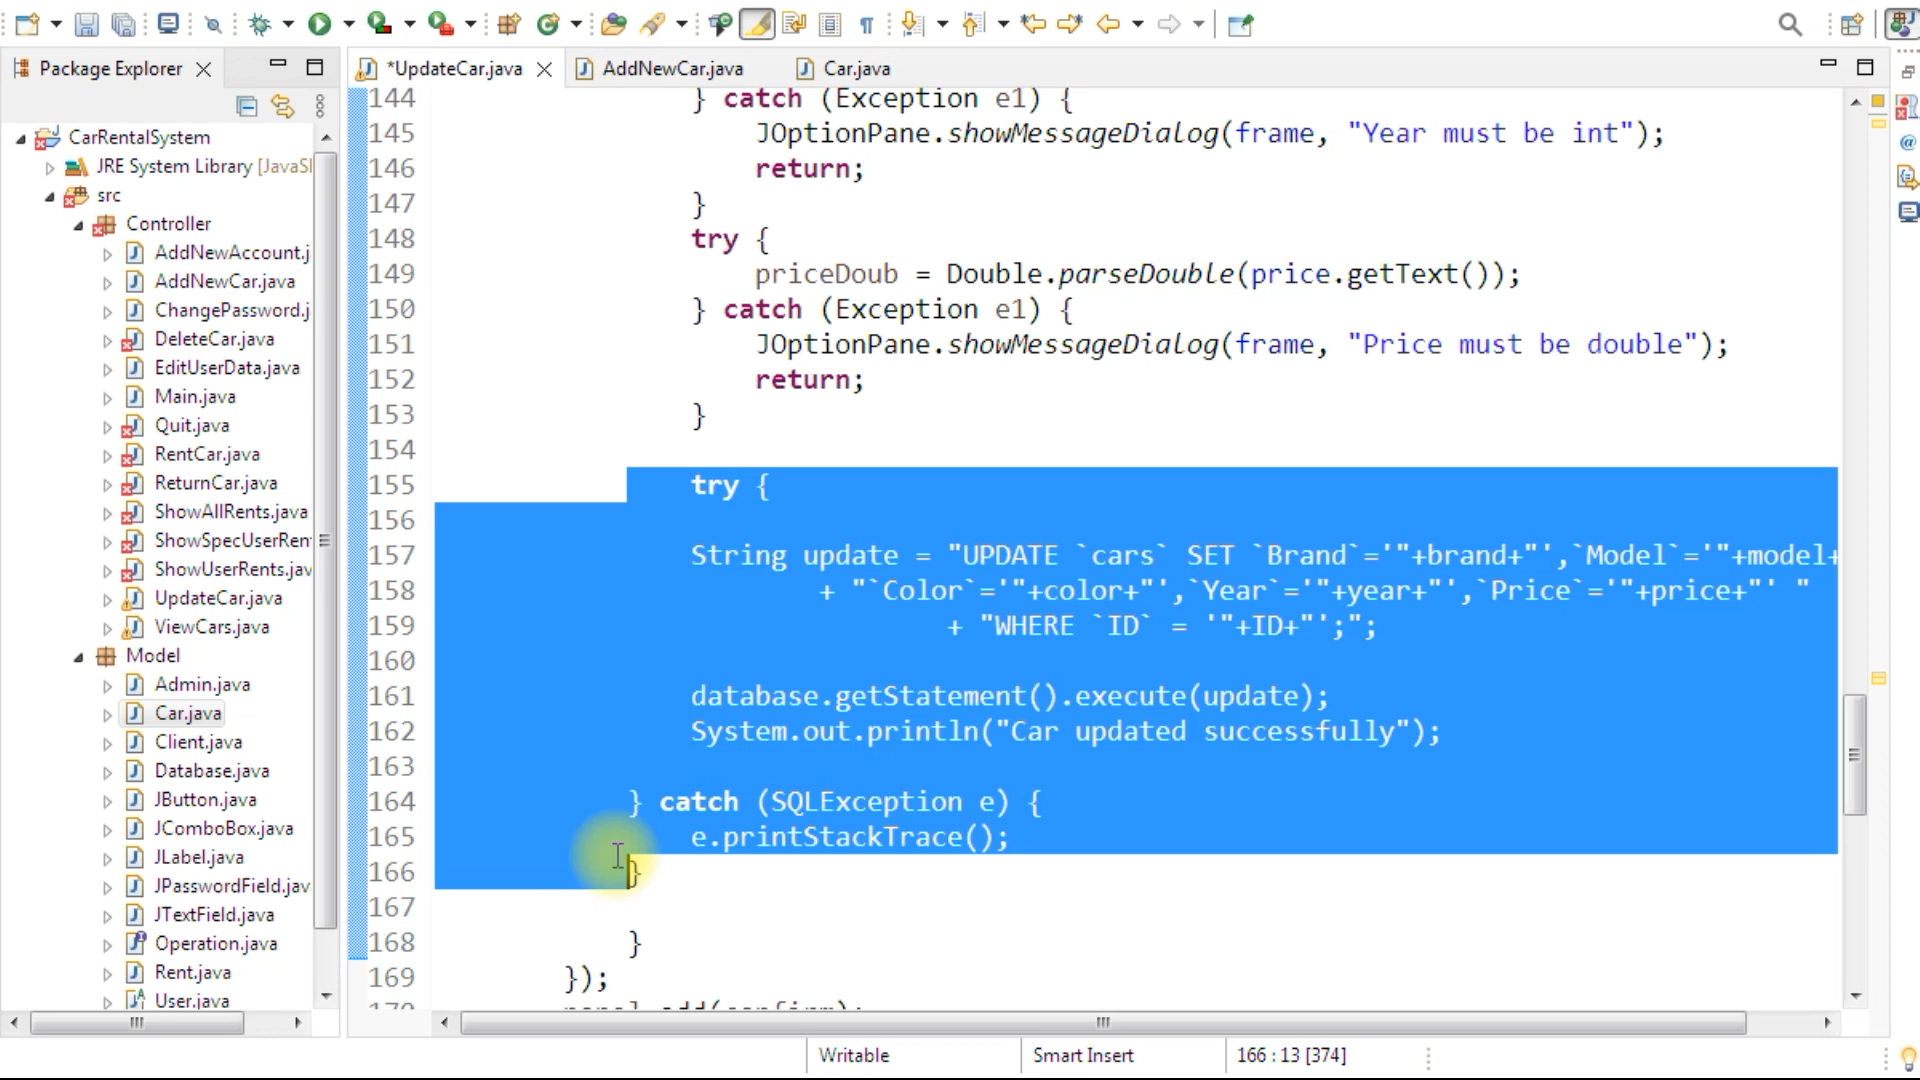 Package Explorer
*UpdateCar.java
AddNewCar.java
Car.java
CarRentalSystem
JRE System Library [JavaS
src
Controller
AddNewAccount.j
AddNewCar.java
ChangePassword.j
DeleteCar.java
EditUserData.java
Main.java
Quit.java
RentCar.java
ReturnCar.java
ShowAllRents.java
ShowSpecUserRen
ShowUserRents.jav
UpdateCar.java
ViewCars.java
Model
Admin.java
Car.java
Client.java
Database.java
JButton.java
JComboBox.java
JLabel.java
JPasswordField.jav
JTextField.java
Operation.java
Rent.java
User.java
144 } catch (Exception e1) {
145 JOptionPane.showMessageDialog(frame, "Year must be int");
146 return;
147 }
148 try {
149 priceDoub = Double.parseDouble(price.getText());
150 } catch (Exception e1) {
151 JOptionPane.showMessageDialog(frame, "Price must be double");
152 return;
153 }
154
155 try {
156
157 String update = "UPDATE `cars` SET `Brand`='"+brand+"',`Model`='"+model+
158 + "`Color`='"+color+"',`Year`='"+year+"',`Price`='"+price+"' "
159 + "WHERE `ID` = '"+ID+"';";
160
161 database.getStatement().execute(update);
162 System.out.println("Car updated successfully");
163
164 } catch (SQLException e) {
165 e.printStackTrace();
166 }
167
168 }
169 });
Writable
Smart Insert
166 : 13 [374]